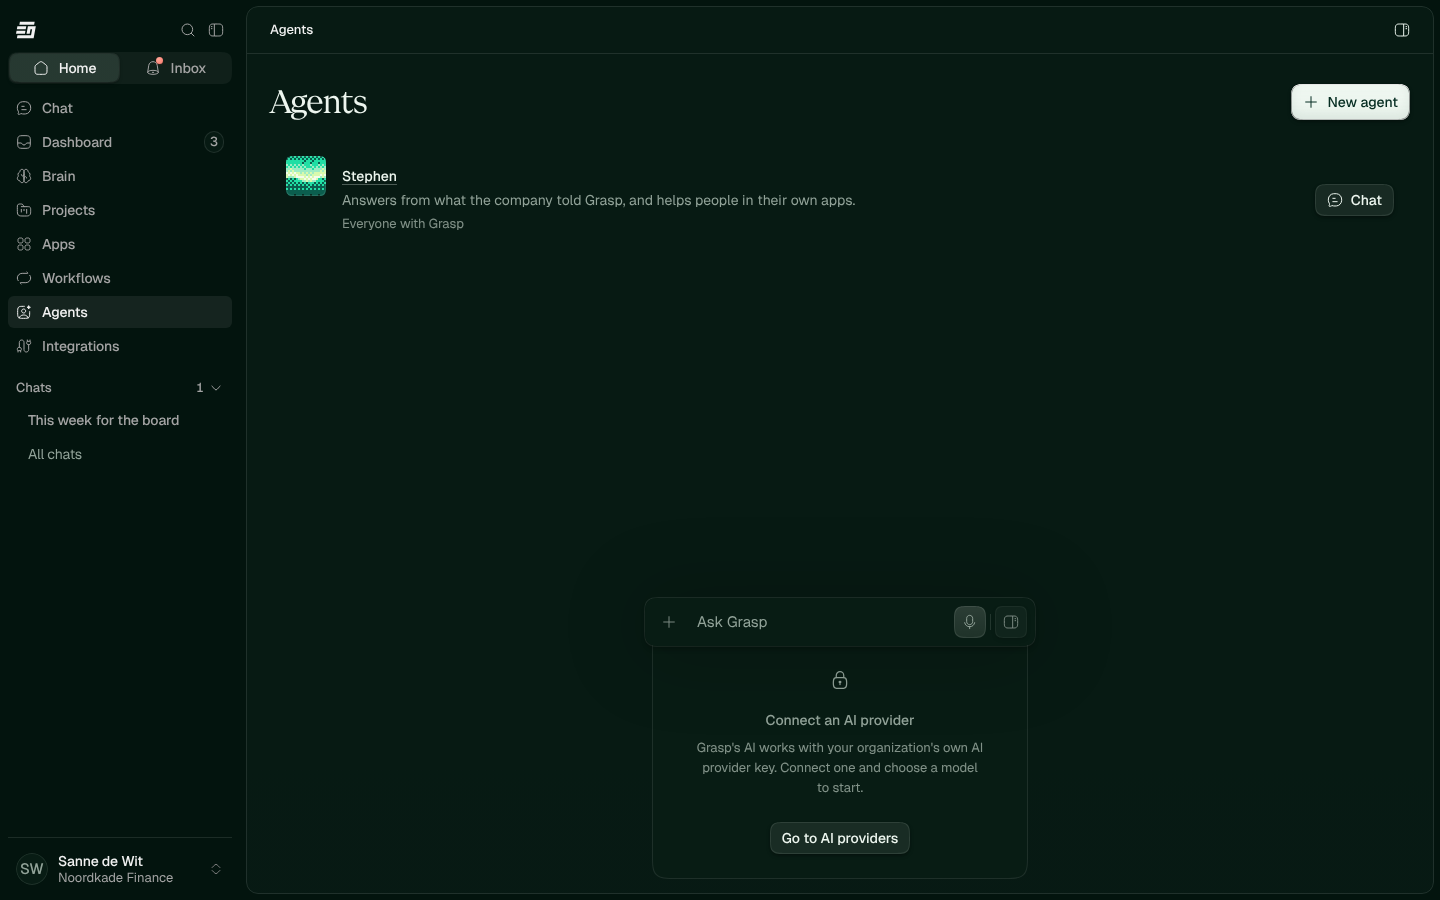 Agents
Home
Inbox
Chat
Dashboard
3
Brain
Projects
Apps
Workflows
Agents
Integrations
Chats
1
This week for the board
All chats
SW
Sanne de Wit
Noordkade Finance
Agents
New agent
Stephen
Answers from what the company told Grasp, and helps people in their own apps.
Everyone with Grasp
Chat
Ask Grasp
Connect an AI provider
Grasp's AI works with your organization's own AI
provider key. Connect one and choose a model
to start.
Go to AI providers